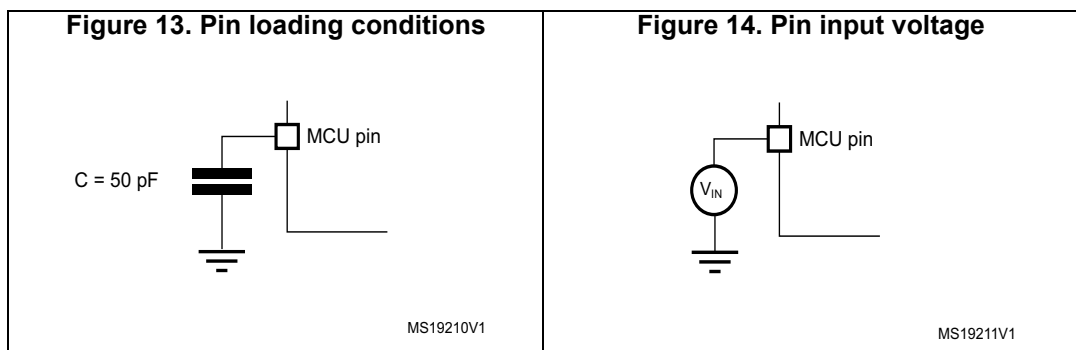 Figure 13. Pin loading conditions
MCU pin
C = 50 pF
MS19210V1
Figure 14. Pin input voltage
MCU pin
VIN
MS19211V1